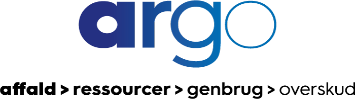 argo
affald > ressourcer > genbrug > overskud